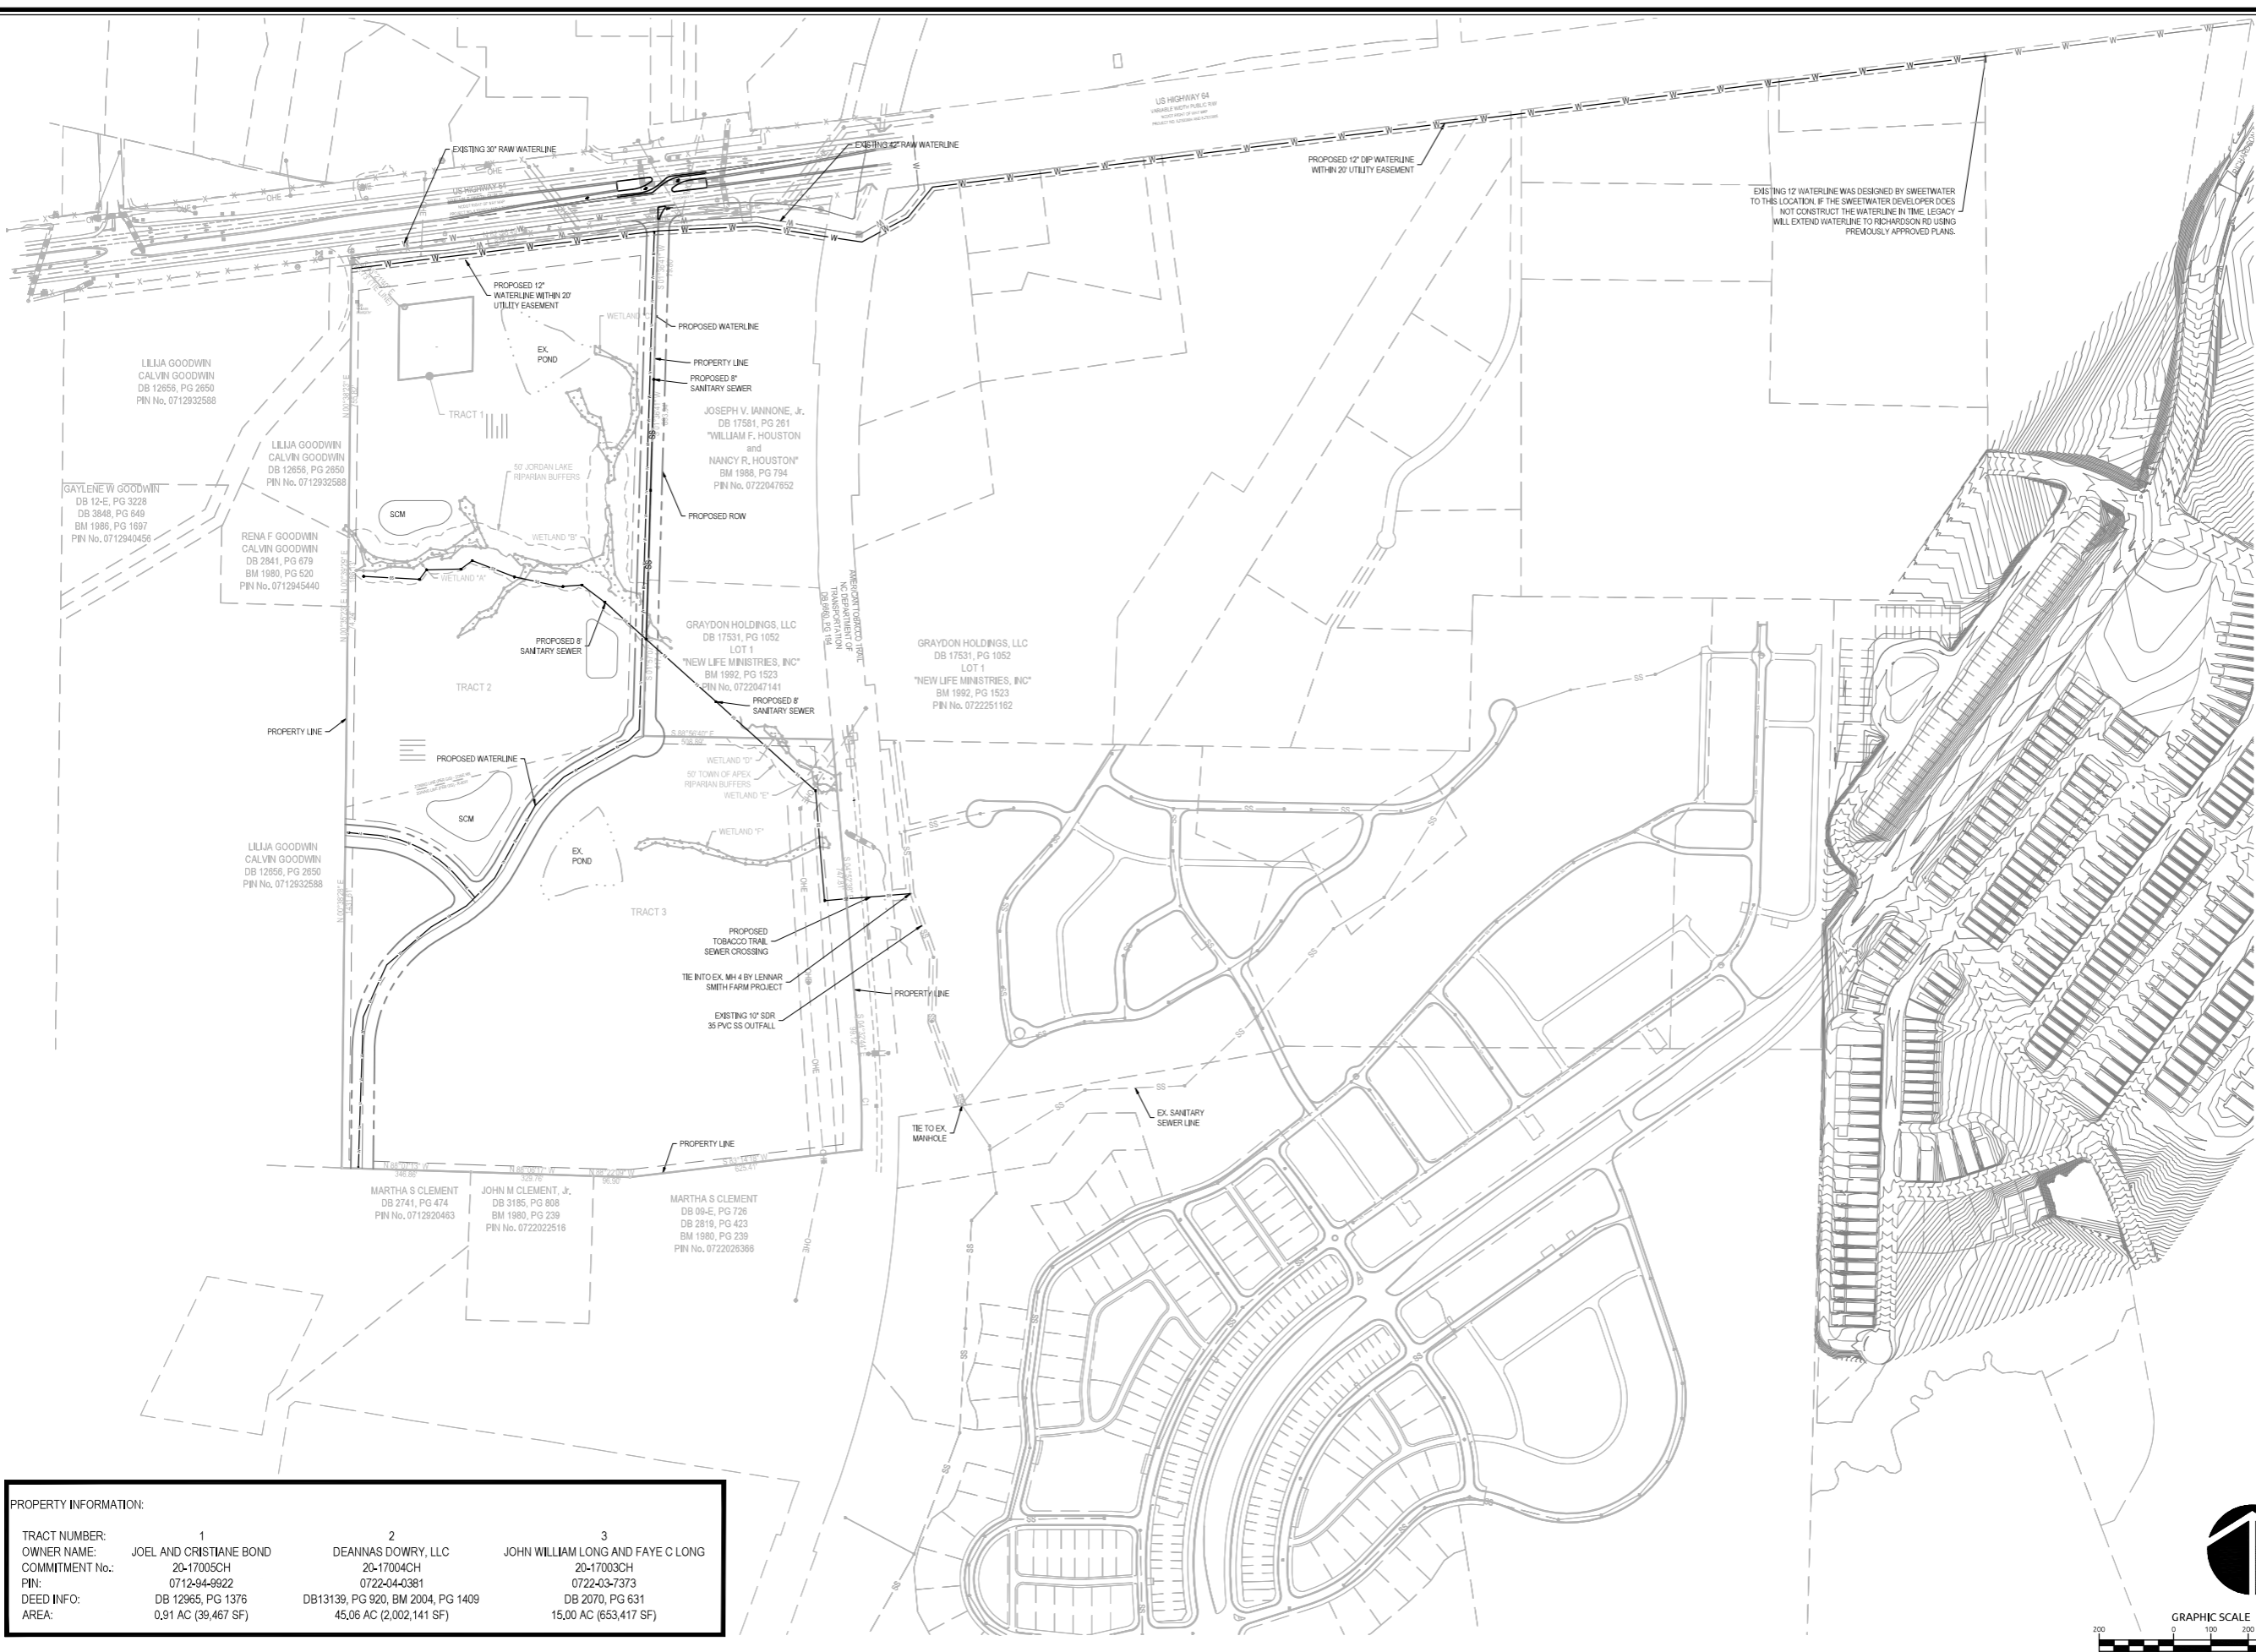 US HIGHWAY 64
EXISTING 30" RAW WATERLINE
EXISTING 42" RAW WATERLINE
US HIGHWAY 64
PROPOSED 12" DIP WATERLINE
WITHIN 20' UTILITY EASEMENT
EXISTING 12' WATERLINE WAS DESIGNED BY SWEETWATER
TO THIS LOCATION. IF THE SWEETWATER DEVELOPER DOES
NOT CONSTRUCT THE WATERLINE IN TIME, LEGACY
WILL EXTEND WATERLINE TO RICHARDSON RD USING
PREVIOUSLY APPROVED PLANS.
PROPOSED 12"
WATERLINE WITHIN 20'
UTILITY EASEMENT
WETLAND
PROPOSED WATERLINE
EX.
POND
PROPERTY LINE
PROPOSED 8"
SANITARY SEWER
LILIJA GOODWIN
CALVIN GOODWIN
DB 12656, PG 2650
PIN No. 0712932588
TRACT 1
JOSEPH V. IANNONE, Jr.
DB 17581, PG 261
"WILLIAM F. HOUSTON
and
NANCY R. HOUSTON"
BM 1988, PG 794
PIN No. 0722047652
LILIJA GOODWIN
CALVIN GOODWIN
DB 12656, PG 2650
PIN No. 0712932588
50' JORDAN LAKE
RIPARIAN BUFFERS
GAYLENE W GOODWIN
DB 12-E, PG 3228
DB 3848, PG 649
BM 1986, PG 1697
PIN No. 0712940456
SCM
PROPOSED ROW
RENA F GOODWIN
CALVIN GOODWIN
DB 2841, PG 679
BM 1980, PG 520
PIN No. 0712945440
WETLAND "B"
WETLAND "A"
AMERICAN TOBACCO TRAIL
NC DEPARTMENT OF
TRANSPORTATION
PROPOSED 8'
SANITARY SEWER
GRAYDON HOLDINGS, LLC
DB 17531, PG 1052
LOT 1
"NEW LIFE MINISTRIES, INC"
BM 1992, PG 1523
PIN No. 0722047141
GRAYDON HOLDINGS, LLC
DB 17531, PG 1052
LOT 1
"NEW LIFE MINISTRIES, INC"
BM 1992, PG 1523
PIN No. 0722251162
TRACT 2
PROPOSED 8'
SANITARY SEWER
PROPERTY LINE
S 88°56'40" E
PROPOSED WATERLINE
WETLAND "D"
50' TOWN OF APEX
RIPARIAN BUFFERS
WETLAND "E"
SCM
WETLAND "F"
EX.
POND
LILIJA GOODWIN
CALVIN GOODWIN
DB 12656, PG 2650
PIN No. 0712932588
TRACT 3
PROPOSED
TOBACCO TRAIL
SEWER CROSSING
TIE INTO EX. MH 4 BY LENNAR
SMITH FARM PROJECT
PROPERTY LINE
EXISTING 10" SDR
35 PVC SS OUTFALL
TIE TO EX.
MANHOLE
EX. SANITARY
SEWER LINE
PROPERTY LINE
MARTHA S CLEMENT
DB 2741, PG 474
PIN No. 0712920463
JOHN M CLEMENT, Jr.
DB 3185, PG 808
BM 1980, PG 239
PIN No. 0722022516
MARTHA S CLEMENT
DB 09-E, PG 726
DB 2819, PG 423
BM 1980, PG 239
PIN No. 0722026366
PROPERTY INFORMATION:
TRACT NUMBER: 1 2 3
OWNER NAME: JOEL AND CRISTIANE BOND DEANNAS DOWRY, LLC JOHN WILLIAM LONG AND FAYE C LONG
COMMITMENT No.: 20-17005CH 20-17004CH 20-17003CH
PIN: 0712-94-9922 0722-04-0381 0722-03-7373
DEED INFO: DB 12965, PG 1376 DB13139, PG 920, BM 2004, PG 1409 DB 2070, PG 631
AREA: 0.91 AC (39,467 SF) 45.06 AC (2,002,141 SF) 15.00 AC (653,417 SF)
GRAPHIC SCALE
200 0 100 200